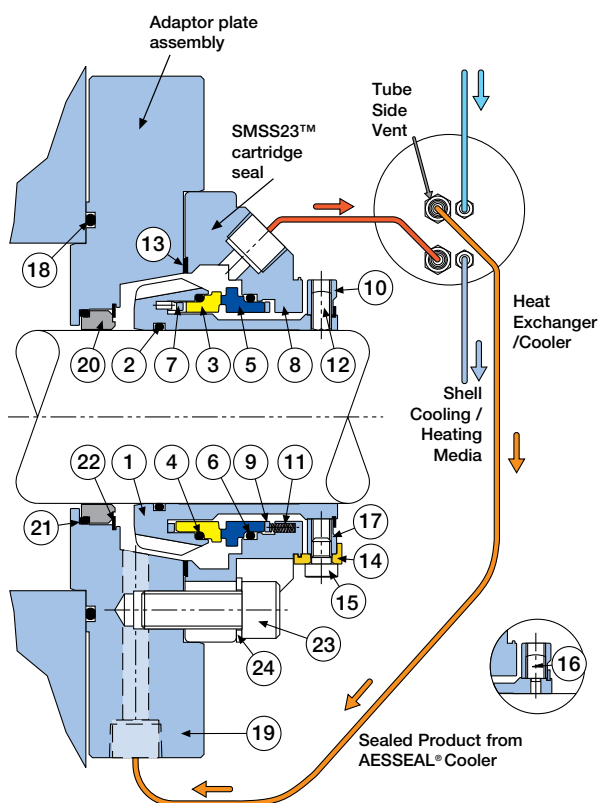 Adaptor plate
assembly
SMSS23™
cartridge
seal
Tube
Side
Vent
18
13
10
20
2
7
3
5
8
12
Heat
Exchanger
/Cooler
Shell
Cooling /
Heating
Media
22
1
4
6
9
11
21
17
14
15
23
24
16
19
Sealed Product from
AESSEAL® Cooler